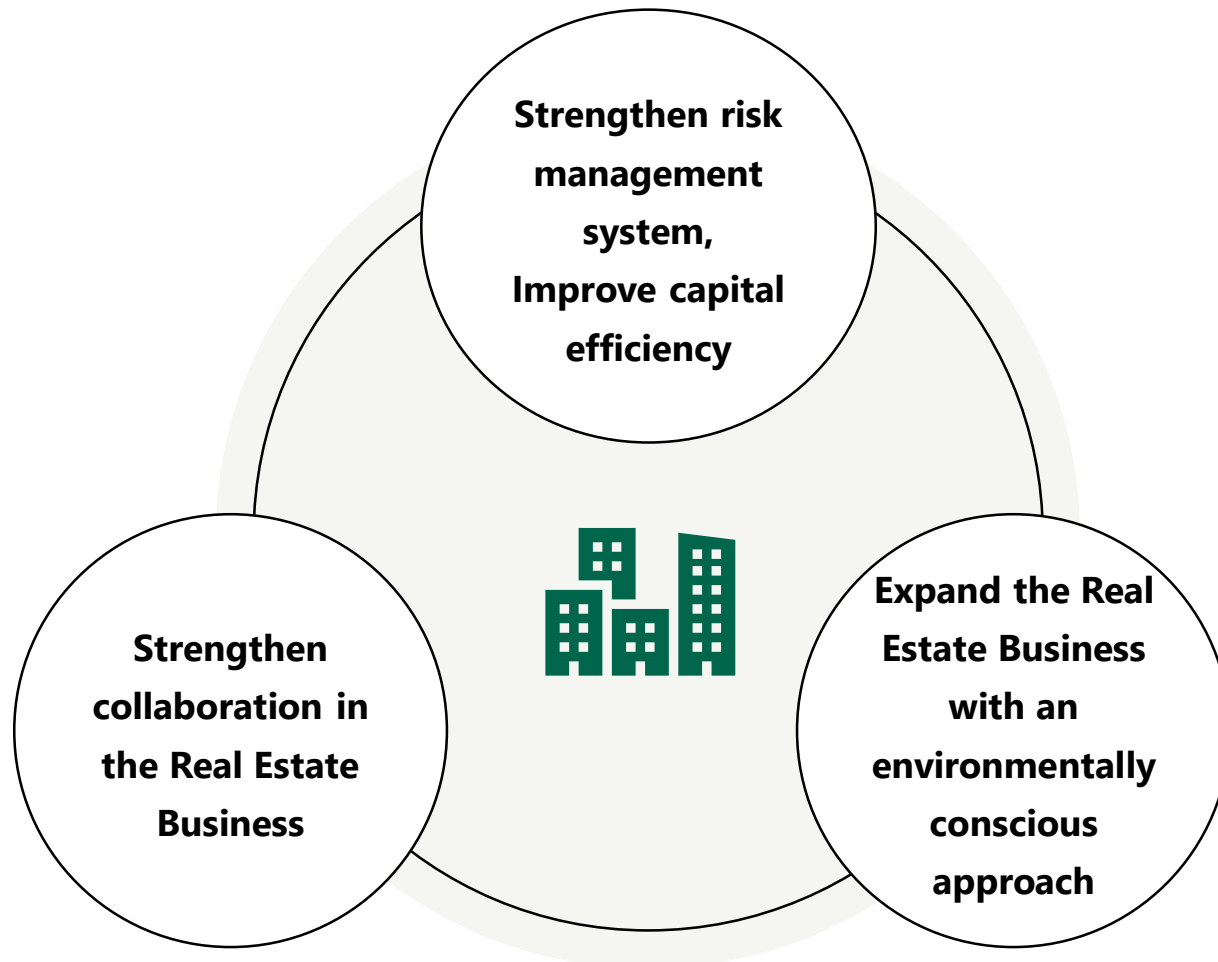 Strengthen risk
management
system,
Improve capital
efficiency
Strengthen
collaboration in
the Real Estate
Business
Expand the Real
Estate Business
with an
environmentally
conscious
approach